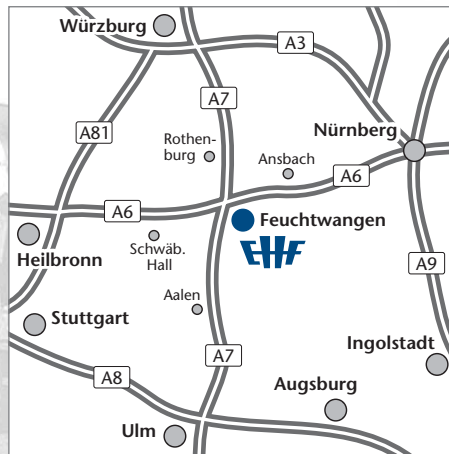 Würzburg
A3
A7
A81
Rothen-
burg
Nürnberg
Ansbach
A6
A6
Feuchtwangen
EHF
Schwäb.
Hall
Heilbronn
A9
Aalen
Stuttgart
A7
Ingolstadt
A8
Augsburg
Ulm